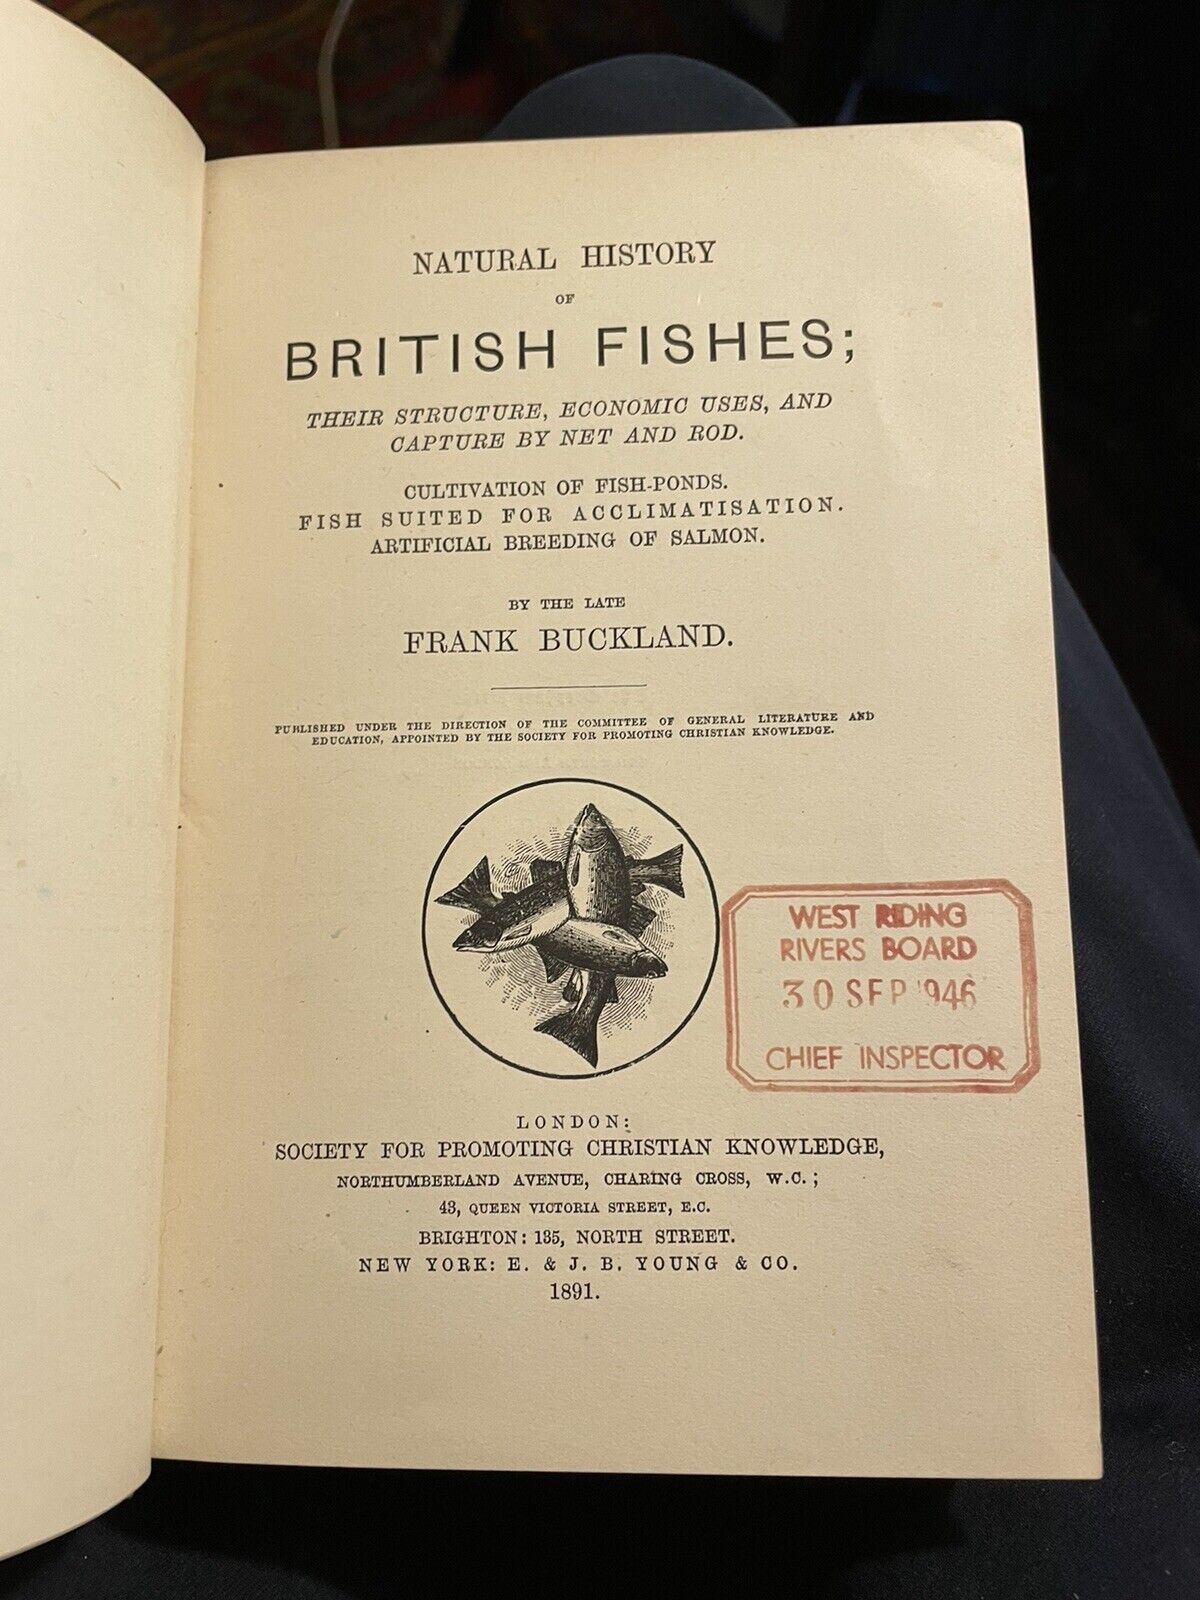 NATURAL HISTORY
OF
BRITISH FISHES;
THEIR STRUCTURE, ECONOMIC USES, AND
CAPTURE BY NET AND ROD.
CULTIVATION OF FISH-PONDS.
FISH SUITED FOR ACCLIMATISATION.
ARTIFICIAL BREEDING OF SALMON.
BY THE LATE
FRANK BUCKLAND.
PUBLISHED UNDER THE DIRECTION OF THE COMMITTEE OF GENERAL LITERATURE AND
EDUCATION, APPOINTED BY THE SOCIETY FOR PROMOTING CHRISTIAN KNOWLEDGE.
WEST RIDING
RIVERS BOARD
30 SEP 1946
CHIEF INSPECTOR
LONDON:
SOCIETY FOR PROMOTING CHRISTIAN KNOWLEDGE,
NORTHUMBERLAND AVENUE, CHARING CROSS, W.C.;
43, QUEEN VICTORIA STREET, E.C.
BRIGHTON: 135, NORTH STREET.
NEW YORK: E. & J. B. YOUNG & CO.
1891.